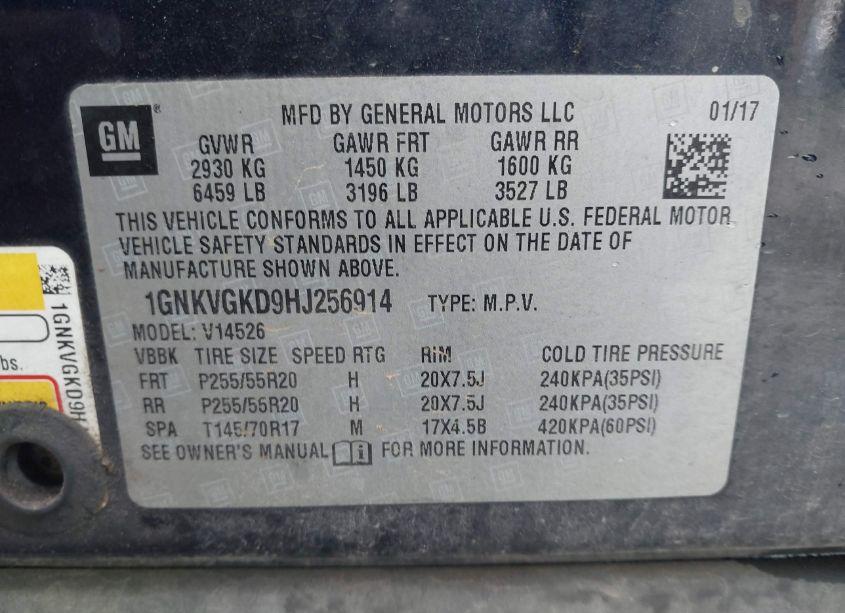 GM
MFD BY GENERAL MOTORS LLC 01/17
GVWR GAWR FRT GAWR RR
2930 KG 1450 KG 1600 KG
6459 LB 3196 LB 3527 LB
THIS VEHICLE CONFORMS TO ALL APPLICABLE U.S. FEDERAL MOTOR
VEHICLE SAFETY STANDARDS IN EFFECT ON THE DATE OF
MANUFACTURE SHOWN ABOVE.
1GNKVGKD9HJ256914 TYPE: M.P.V.
MODEL: V14526
VBBK TIRE SIZE SPEED RTG RIM COLD TIRE PRESSURE
FRT P255/55R20 H 20X7.5J 240KPA(35PSI)
RR P255/55R20 H 20X7.5J 240KPA(35PSI)
SPA T145/70R17 M 17X4.5B 420KPA(60PSI)
SEE OWNER'S MANUAL FOR MORE INFORMATION.
1GNKVGKD9H
bs.